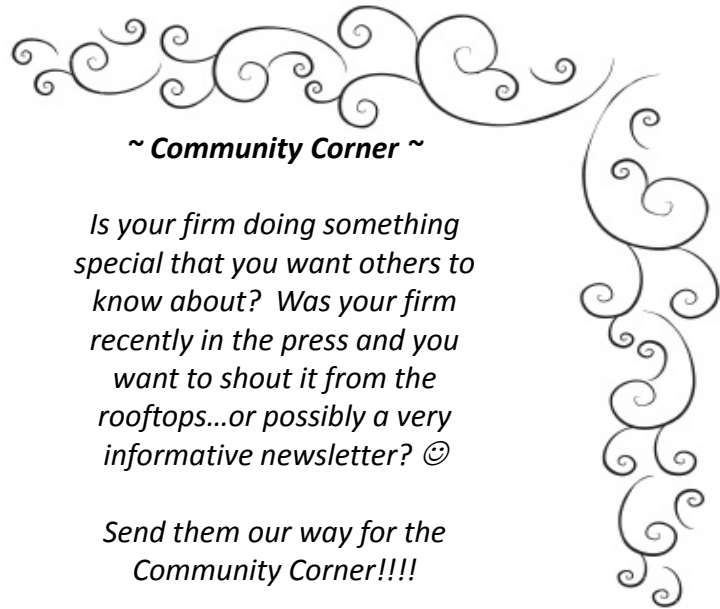 ~ Community Corner ~
Is your firm doing something
special that you want others to
know about?  Was your firm
recently in the press and you
want to shout it from the
rooftops…or possibly a very
informative newsletter? ☺
Send them our way for the
Community Corner!!!!